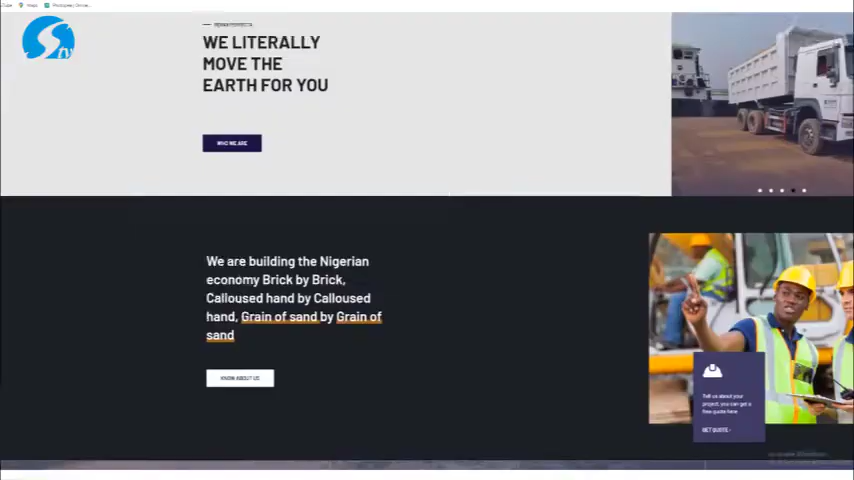 Stv
WE LITERALLY
MOVE THE
EARTH FOR YOU
WHO WE ARE
We are building the Nigerian
economy Brick by Brick,
Calloused hand by Calloused
hand, Grain of sand by Grain of
sand
KNOW ABOUT US
Tell us about your
project, you can get a
free quote here
GET QUOTE ›